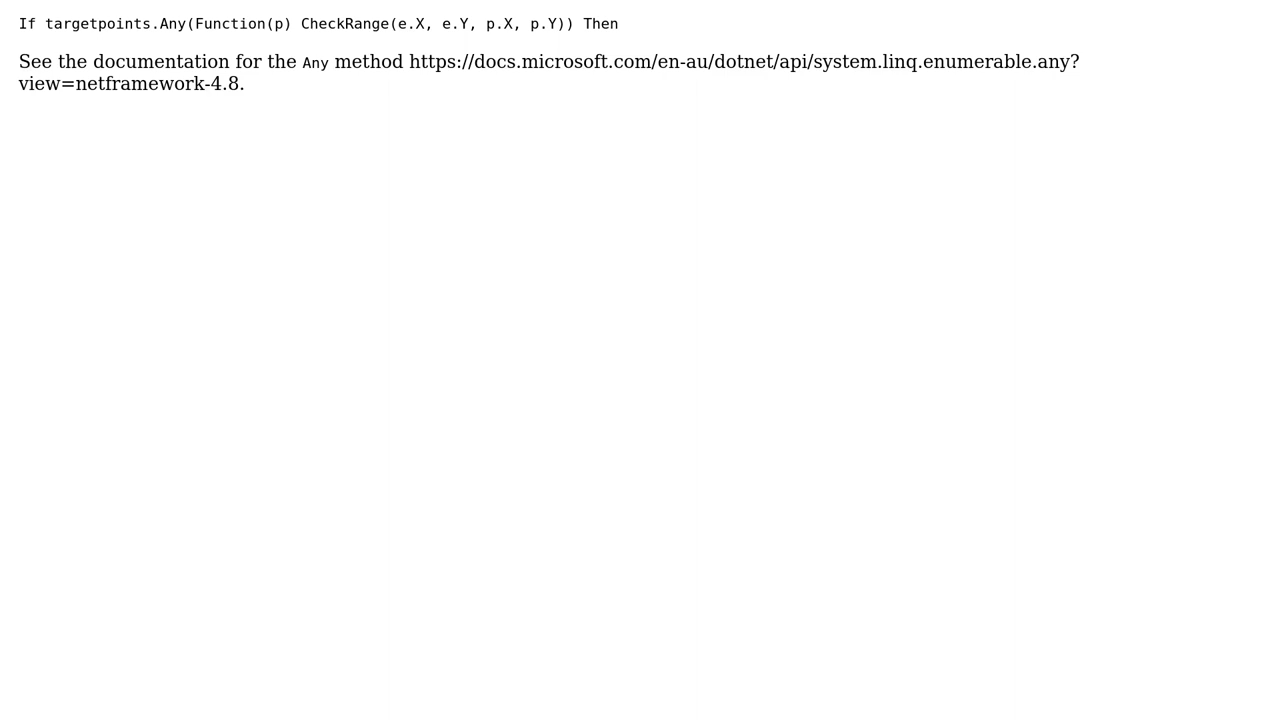 If targetpoints.Any(Function(p) CheckRange(e.X, e.Y, p.X, p.Y)) Then
See the documentation for the Any method https://docs.microsoft.com/en-au/dotnet/api/system.linq.enumerable.any?
view=netframework-4.8.